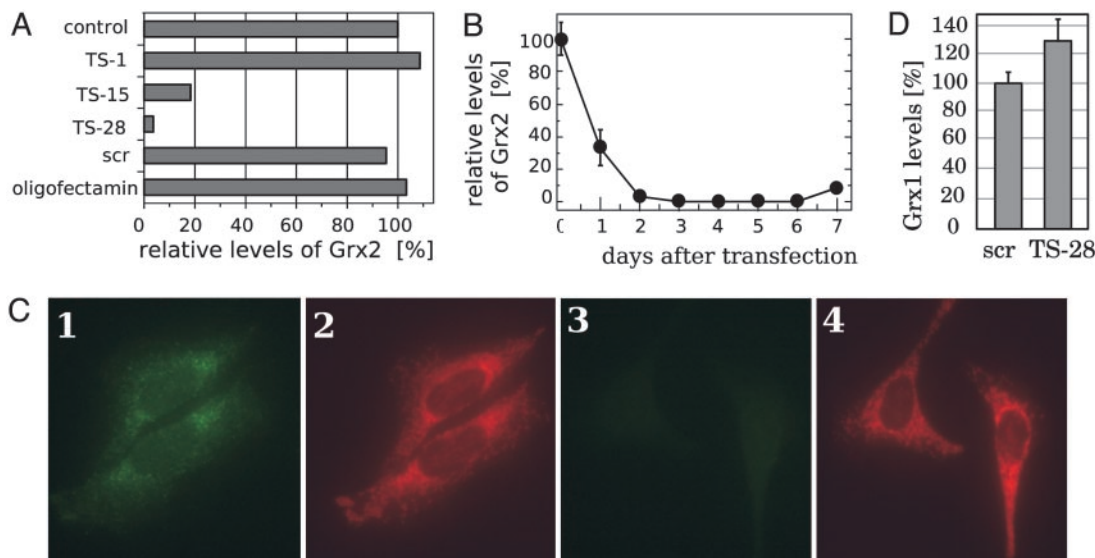 A
control
TS-1
TS-15
TS-28
scr
oligofectamin
0 20 40 60 80 100
relative levels of Grx2 [%]
B
relative levels
of Grx2 [%]
100
80
60
40
20
0
0 1 2 3 4 5 6 7
days after transfection
D
Grx1 levels [%]
140
120
100
80
60
40
20
0
scr TS-28
C
1
2
3
4